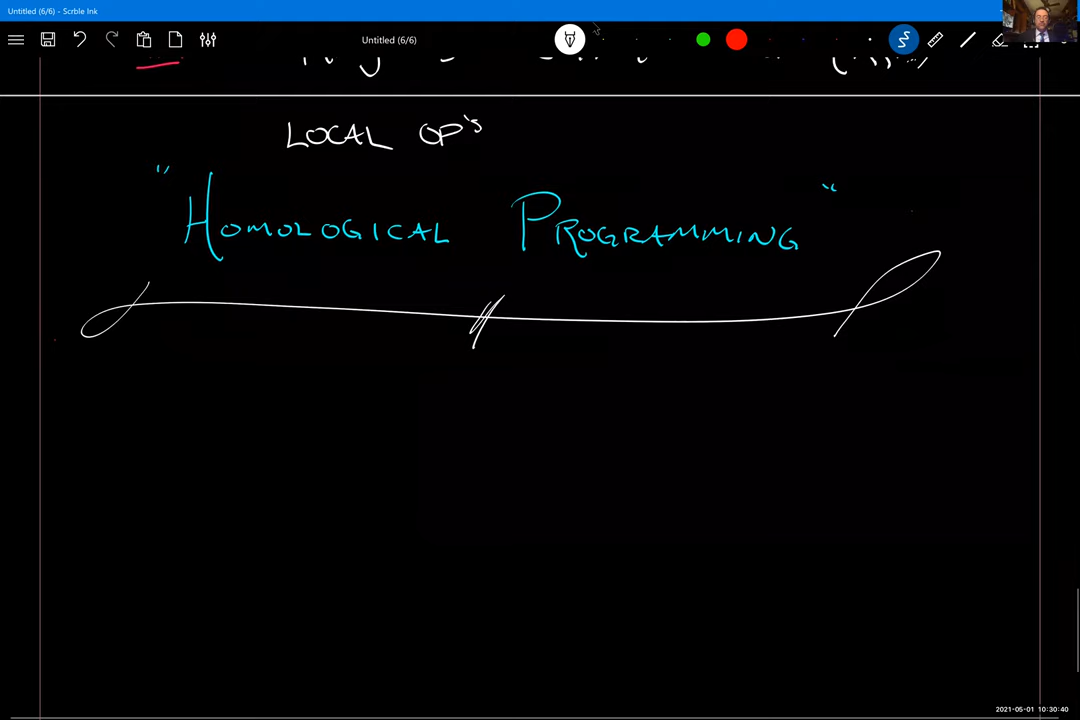 Untitled (6/6) - Scrble Ink
Untitled (6/6)
LOCAL OP's
"HOMOLOGICAL PROGRAMMING"
2021-05-01 10:30:40